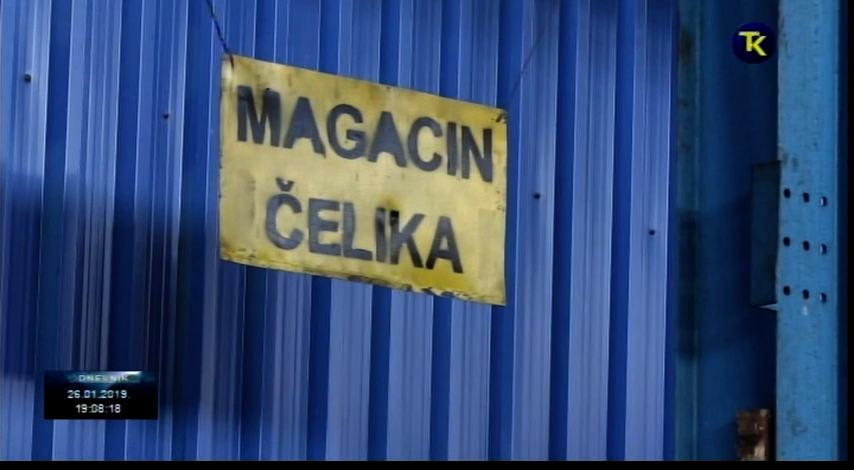 TK
MAGACIN
ČELIKA
DNEVNIK
26.01.2019.
19:08:18